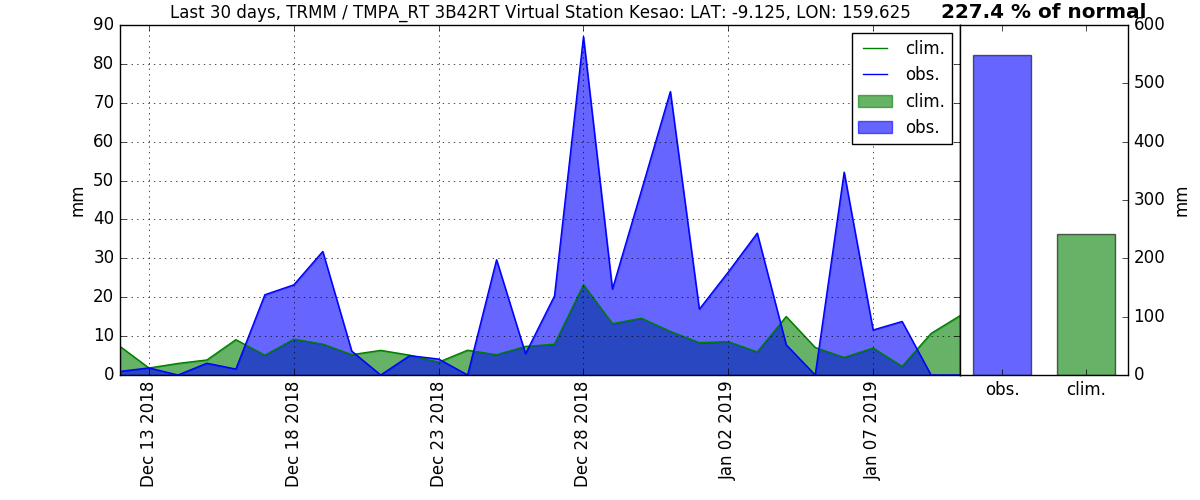 Last 30 days, TRMM / TMPA_RT 3B42RT Virtual Station Kesao: LAT: -9.125, LON: 159.625
227.4 % of normal
90
80
70
60
50
40
30
20
10
0
mm
clim.
obs.
clim.
obs.
Dec 13 2018
Dec 18 2018
Dec 23 2018
Dec 28 2018
Jan 02 2019
Jan 07 2019
600
500
400
300
200
100
0
mm
obs.
clim.